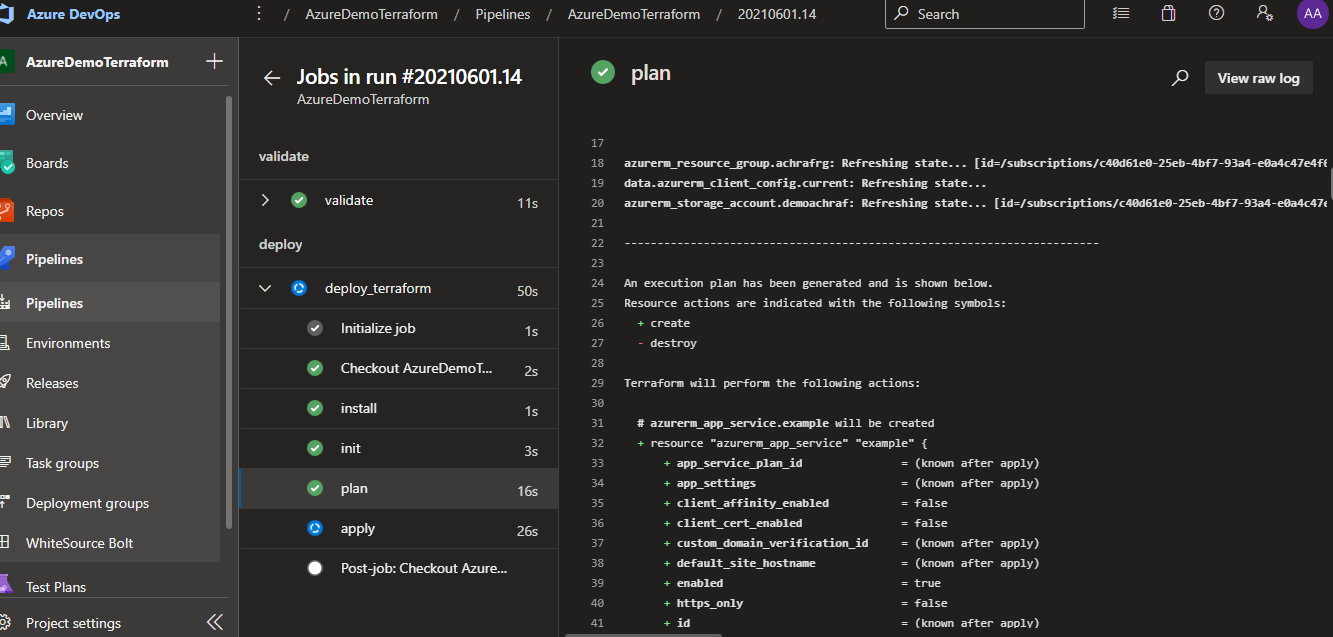 Azure DevOps
/ AzureDemoTerraform / Pipelines / AzureDemoTerraform / 20210601.14
Search
AA
A
AzureDemoTerraform
Overview
Boards
Repos
Pipelines
Pipelines
Environments
Releases
Library
Task groups
Deployment groups
WhiteSource Bolt
Test Plans
Project settings
Jobs in run #20210601.14
AzureDemoTerraform
validate
validate 11s
deploy
deploy_terraform 50s
Initialize job 1s
Checkout AzureDemoT... 2s
install 1s
init 3s
plan 16s
apply 26s
Post-job: Checkout Azure...
plan
View raw log
17
18 azurerm_resource_group.achrafrg: Refreshing state... [id=/subscriptions/c40d61e0-25eb-4bf7-93a4-e0a4c47e4f6
19 data.azurerm_client_config.current: Refreshing state...
20 azurerm_storage_account.demoachraf: Refreshing state... [id=/subscriptions/c40d61e0-25eb-4bf7-93a4-e0a4c47e
21
22 ------------------------------------------------------------------------
23
24 An execution plan has been generated and is shown below.
25 Resource actions are indicated with the following symbols:
26 + create
27 - destroy
28
29 Terraform will perform the following actions:
30
31 # azurerm_app_service.example will be created
32 + resource "azurerm_app_service" "example" {
33 + app_service_plan_id = (known after apply)
34 + app_settings = (known after apply)
35 + client_affinity_enabled = false
36 + client_cert_enabled = false
37 + custom_domain_verification_id = (known after apply)
38 + default_site_hostname = (known after apply)
39 + enabled = true
40 + https_only = false
41 + id = (known after apply)